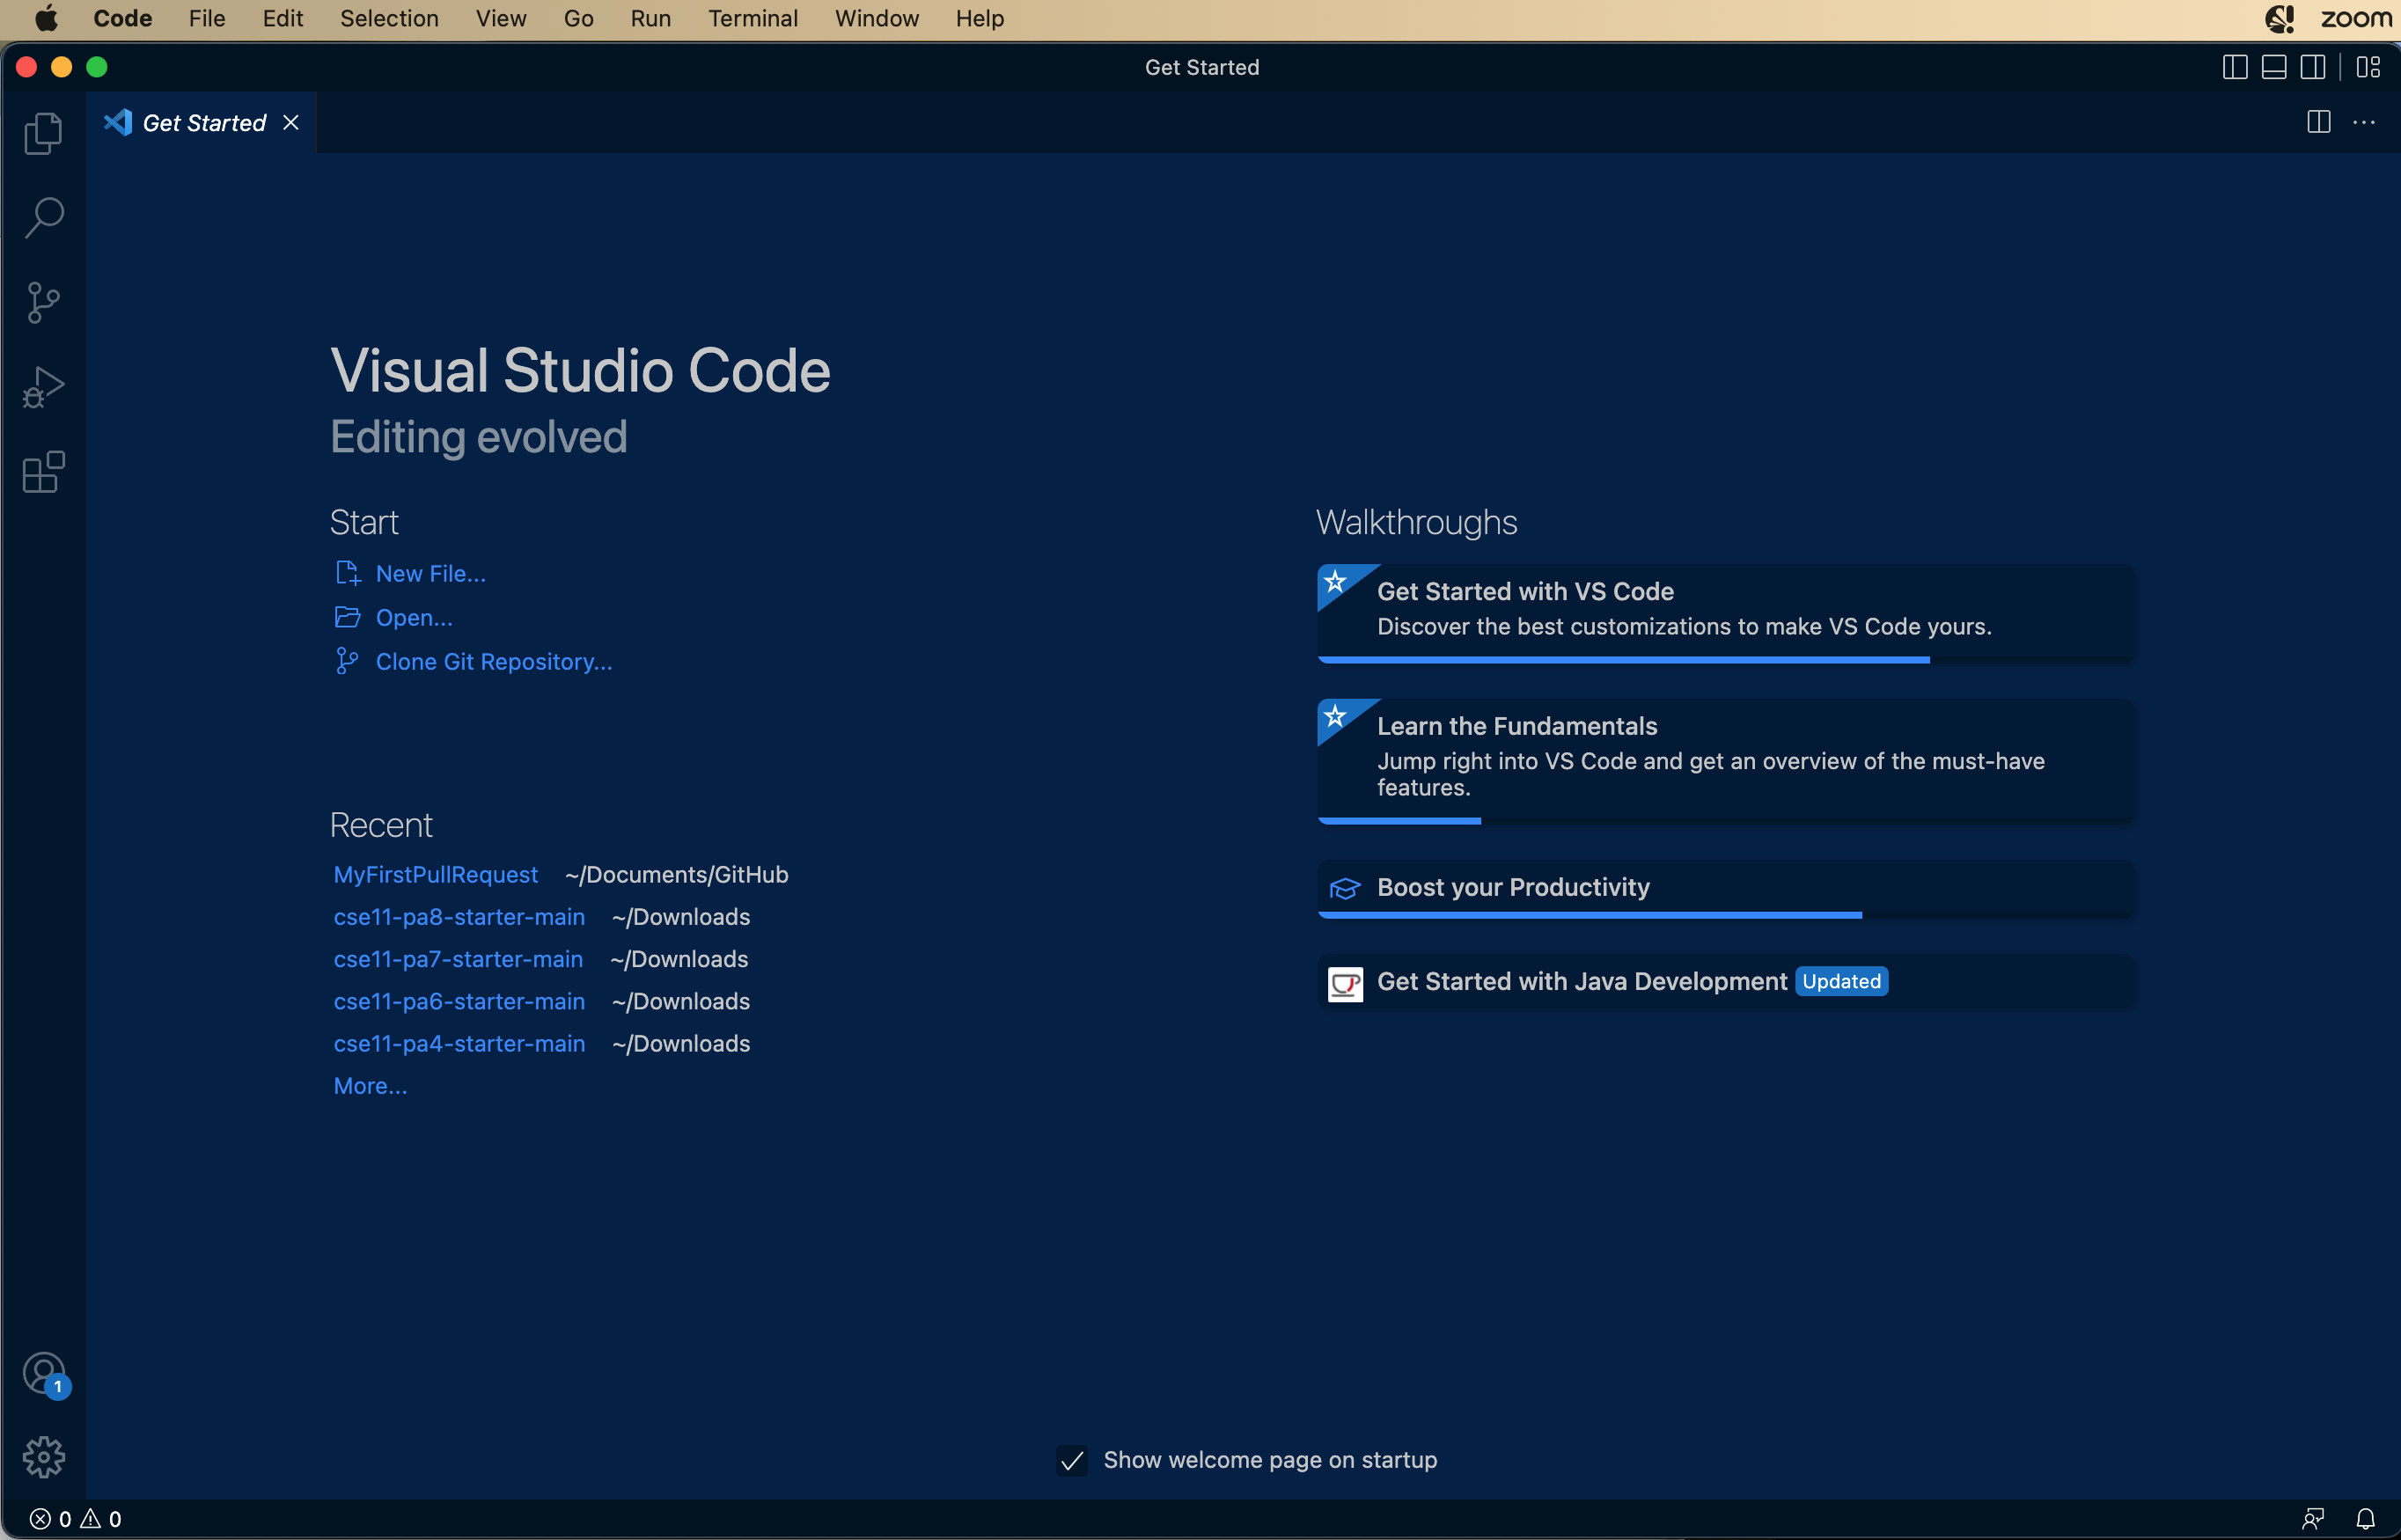 Code File Edit Selection View Go Run Terminal Window Help zoom
Get Started
Get Started
Visual Studio Code
Editing evolved
Start
New File...
Open...
Clone Git Repository...
Recent
MyFirstPullRequest ~/Documents/GitHub
cse11-pa8-starter-main ~/Downloads
cse11-pa7-starter-main ~/Downloads
cse11-pa6-starter-main ~/Downloads
cse11-pa4-starter-main ~/Downloads
More...
Walkthroughs
Get Started with VS Code
Discover the best customizations to make VS Code yours.
Learn the Fundamentals
Jump right into VS Code and get an overview of the must-have
features.
Boost your Productivity
Get Started with Java Development Updated
1
Show welcome page on startup
0 0